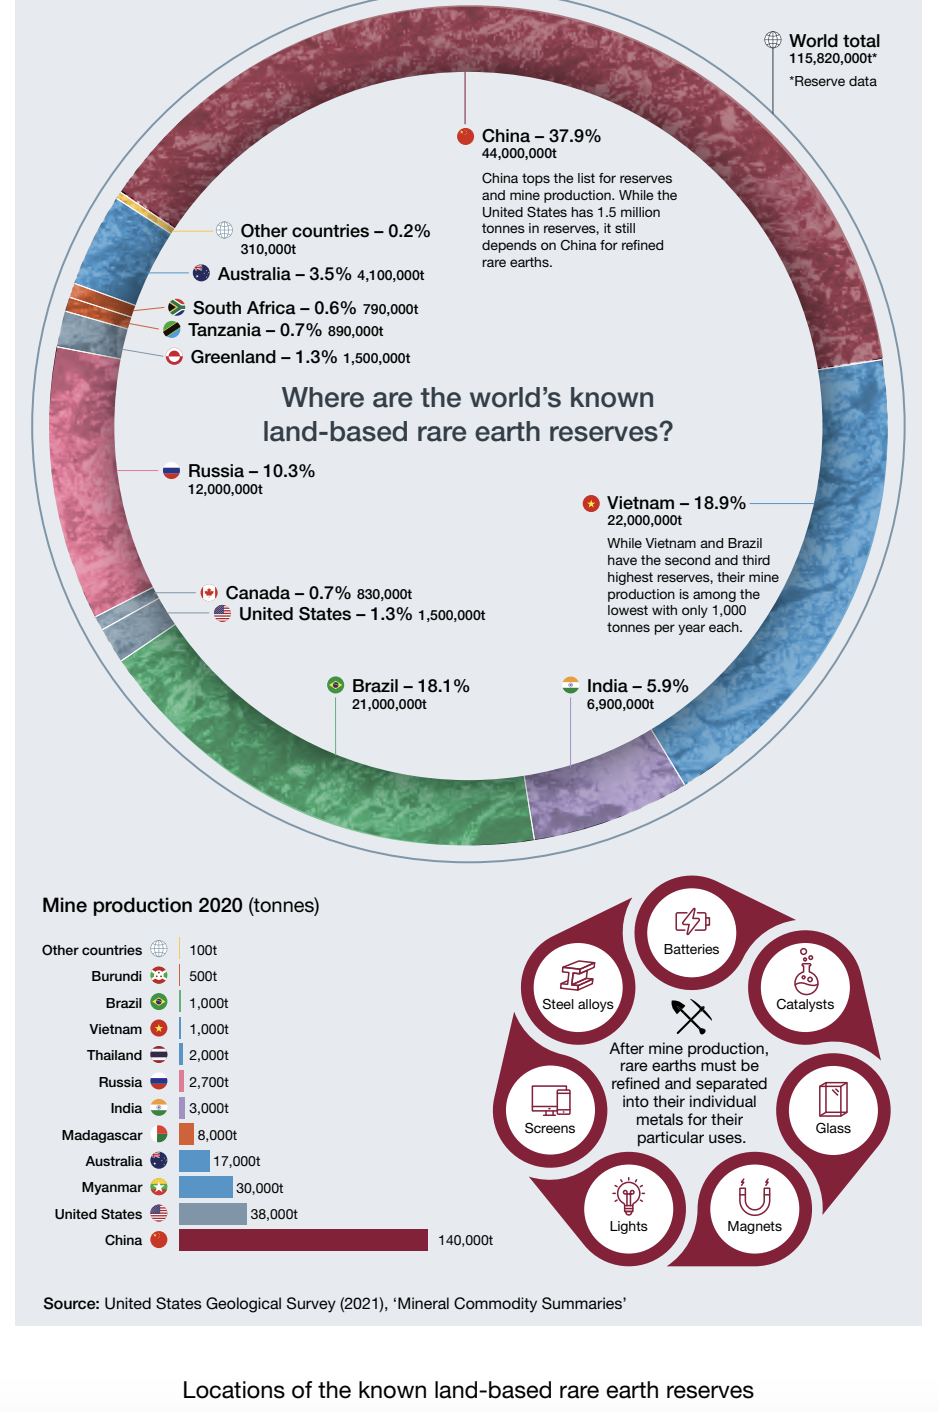 World total
115,820,000t*
*Reserve data
China – 37.9%
44,000,000t
China tops the list for reserves
and mine production. While the
United States has 1.5 million
tonnes in reserves, it still
depends on China for refined
rare earths.
Other countries – 0.2%
310,000t
Australia – 3.5% 4,100,000t
South Africa – 0.6% 790,000t
Tanzania – 0.7% 890,000t
Greenland – 1.3% 1,500,000t
Where are the world's known
land-based rare earth reserves?
Russia – 10.3%
12,000,000t
Vietnam – 18.9%
22,000,000t
While Vietnam and Brazil
have the second and third
highest reserves, their mine
production is among the
lowest with only 1,000
tonnes per year each.
Canada – 0.7% 830,000t
United States – 1.3% 1,500,000t
Brazil – 18.1%
21,000,000t
India – 5.9%
6,900,000t
Mine production 2020 (tonnes)
Other countries 100t
Burundi 500t
Brazil 1,000t
Vietnam 1,000t
Thailand 2,000t
Russia 2,700t
India 3,000t
Madagascar 8,000t
Australia 17,000t
Myanmar 30,000t
United States 38,000t
China 140,000t
Batteries
Steel alloys
Catalysts
After mine production,
rare earths must be
refined and separated
into their individual
metals for their
particular uses.
Screens
Glass
Lights
Magnets
Source: United States Geological Survey (2021), ‘Mineral Commodity Summaries’
Locations of the known land-based rare earth reserves